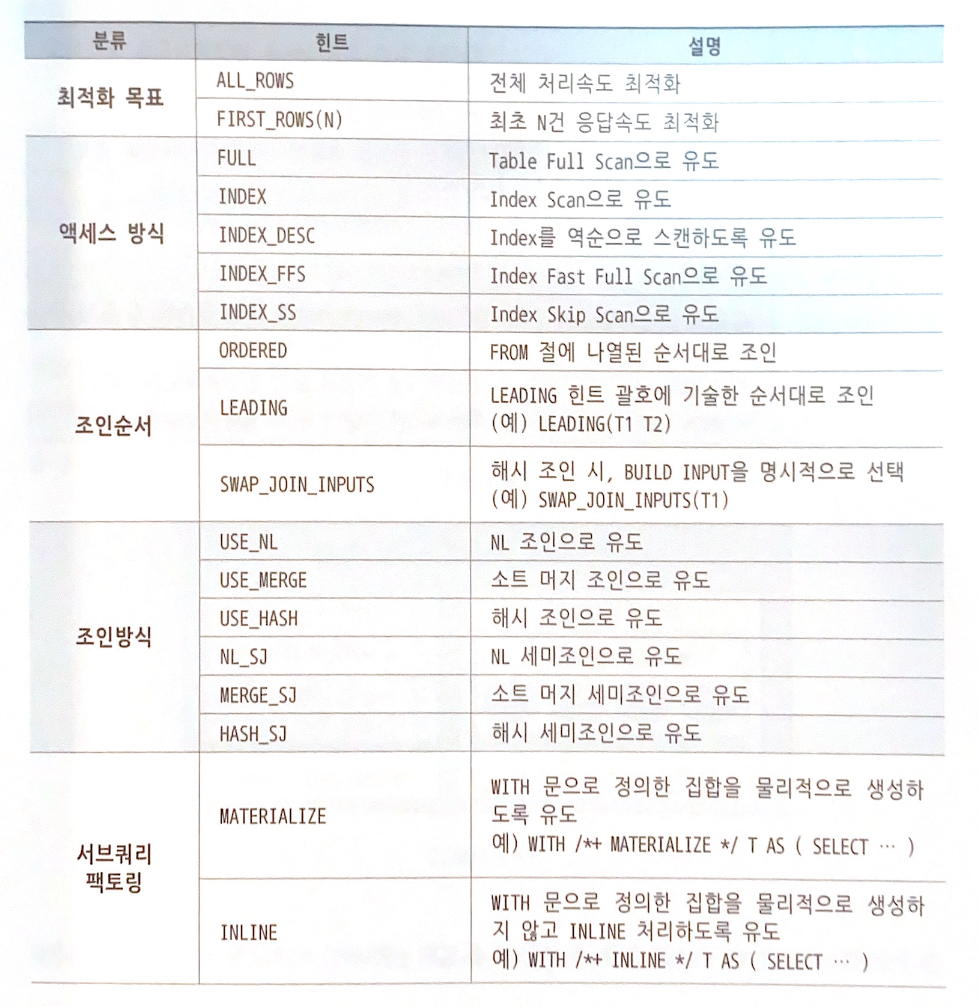 분류 힌트 설명
최적화 목표
ALL_ROWS 전체 처리속도 최적화
FIRST_ROWS(N) 최초 N건 응답속도 최적화
액세스 방식
FULL Table Full Scan으로 유도
INDEX Index Scan으로 유도
INDEX_DESC Index를 역순으로 스캔하도록 유도
INDEX_FFS Index Fast Full Scan으로 유도
INDEX_SS Index Skip Scan으로 유도
조인순서
ORDERED FROM 절에 나열된 순서대로 조인
LEADING LEADING 힌트 괄호에 기술한 순서대로 조인
(예) LEADING(T1 T2)
SWAP_JOIN_INPUTS 해시 조인 시, BUILD INPUT을 명시적으로 선택
(예) SWAP_JOIN_INPUTS(T1)
조인방식
USE_NL NL 조인으로 유도
USE_MERGE 소트 머지 조인으로 유도
USE_HASH 해시 조인으로 유도
NL_SJ NL 세미조인으로 유도
MERGE_SJ 소트 머지 세미조인으로 유도
HASH_SJ 해시 세미조인으로 유도
서브쿼리
팩토링
MATERIALIZE WITH 문으로 정의한 집합을 물리적으로 생성하
도록 유도
예) WITH /*+ MATERIALIZE */ T AS ( SELECT … )
INLINE WITH 문으로 정의한 집합을 물리적으로 생성하
지 않고 INLINE 처리하도록 유도
예) WITH /*+ INLINE */ T AS ( SELECT … )